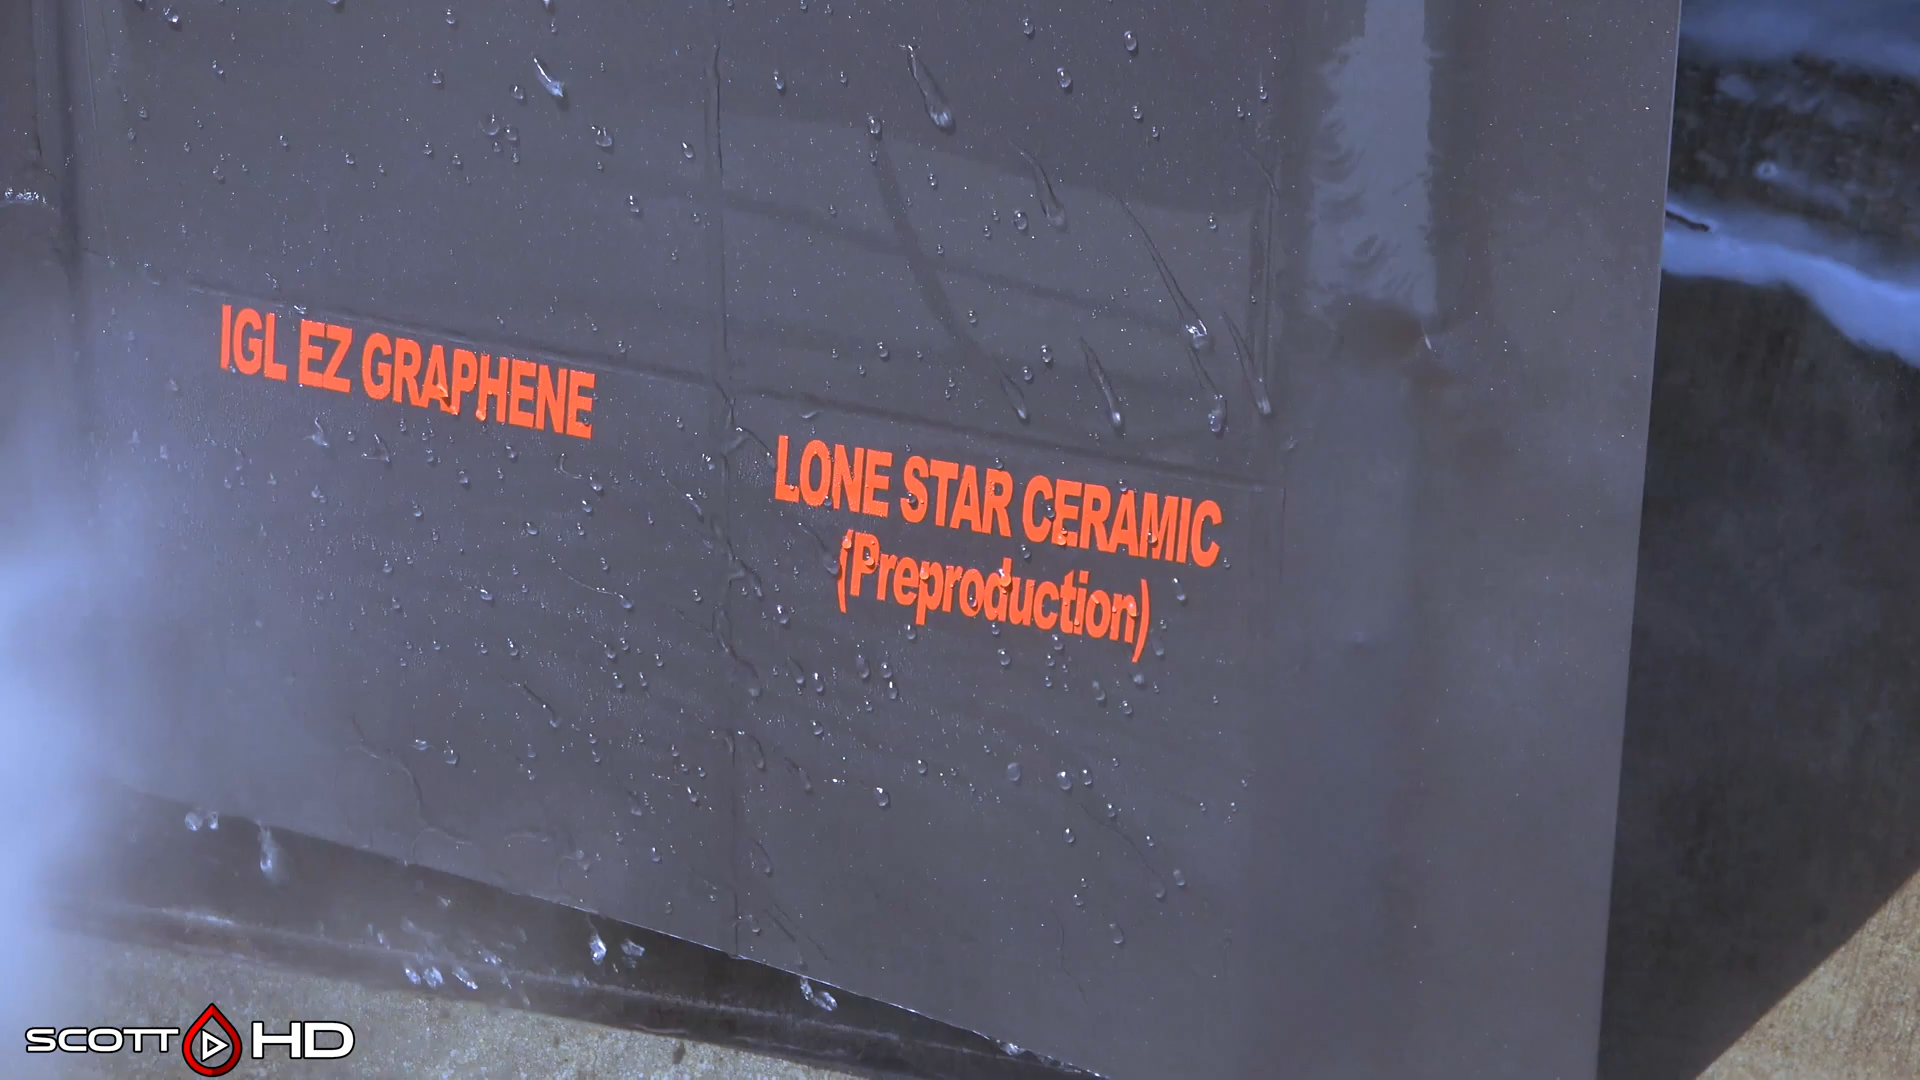 IGL EZ GRAPHENE
LONE STAR CERAMIC
(Preproduction)
SCOTT HD